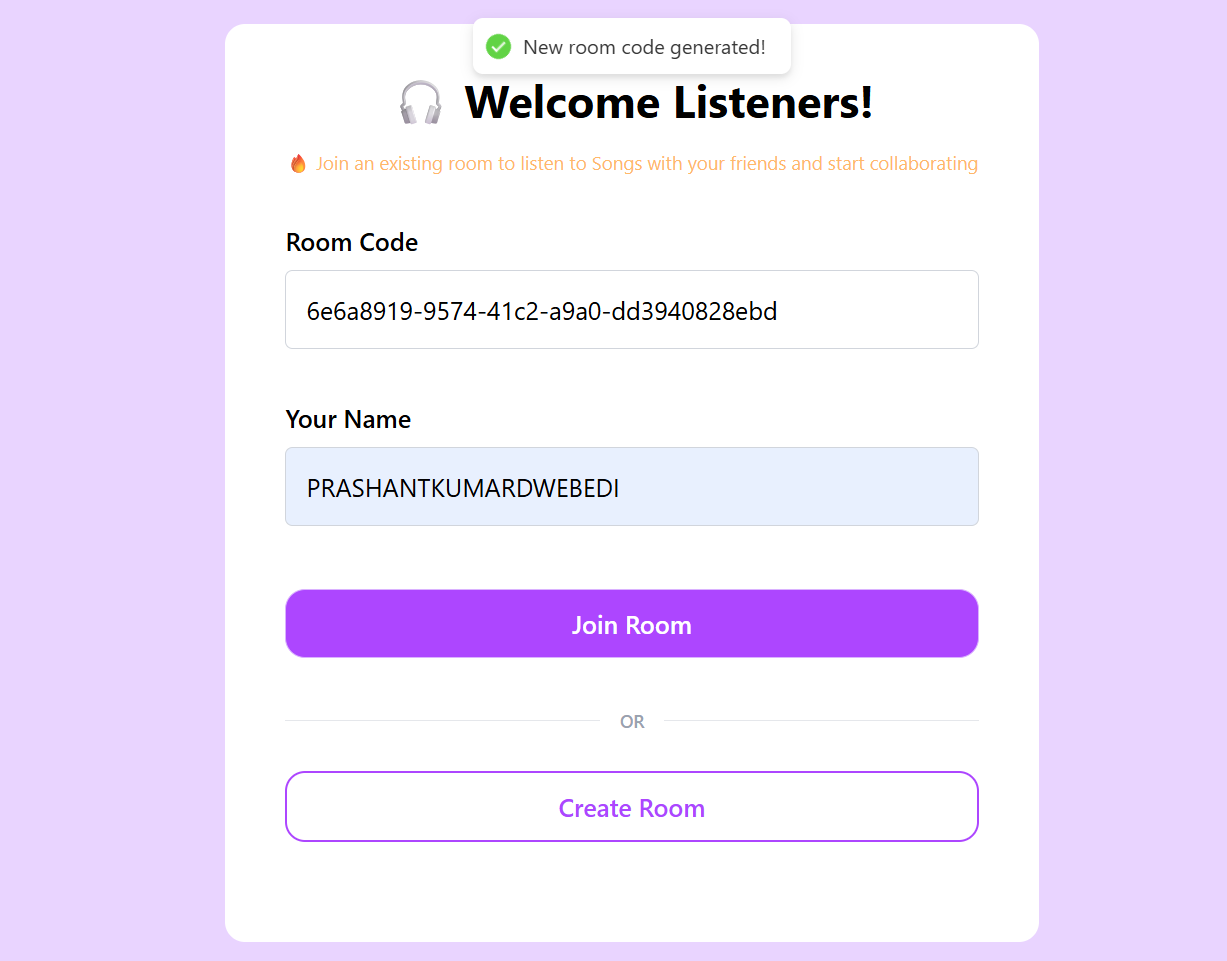 New room code generated!
🎧 Welcome Listeners!
🔥 Join an existing room to listen to Songs with your friends and start collaborating
Room Code
6e6a8919-9574-41c2-a9a0-dd3940828ebd
Your Name
PRASHANTKUMARDWEBEDI
Join Room
OR
Create Room